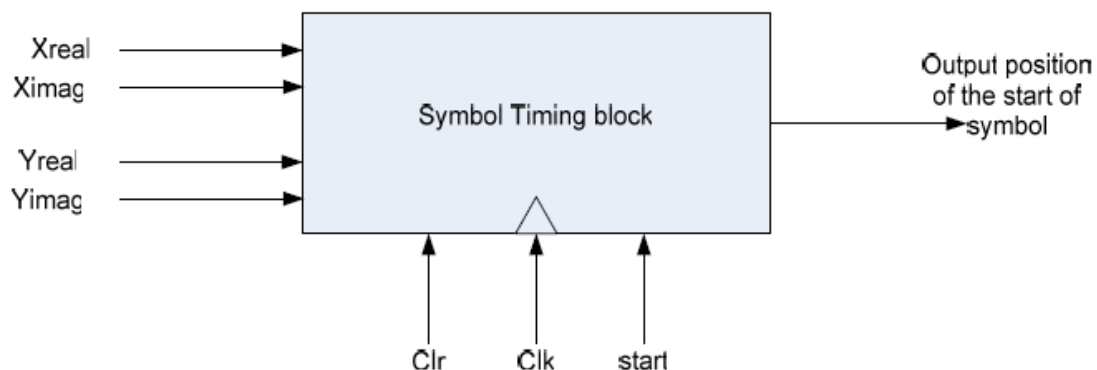 Xreal
Ximag
Yreal
Yimag
Symbol Timing block
Output position
of the start of
symbol
Clr
Clk
start